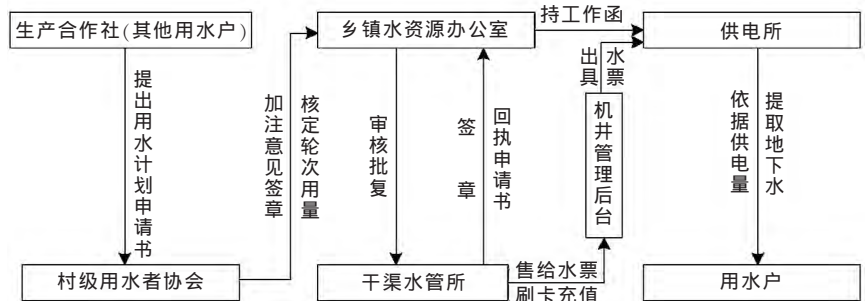 生产合作社(其他用水户)
乡镇水资源办公室
持工作函
供电所
提出用水计划申请书
加注意见签章
核定轮次用量
审核批复
签章
回执申请书
出具
水票
机井管理后台
依据供电量
提取地下水
村级用水者协会
干渠水管所
售给水票
刷卡充值
用水户